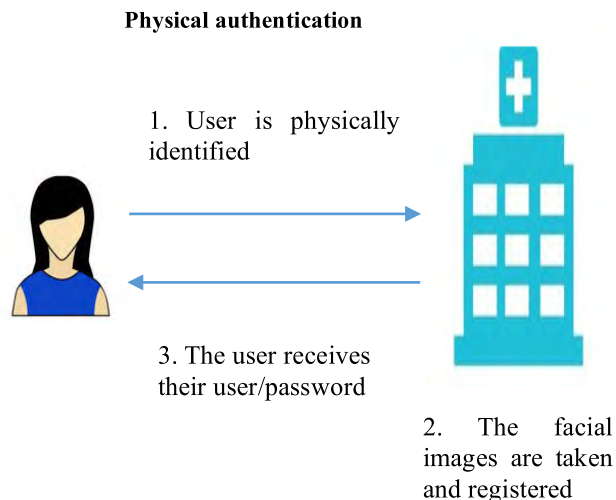 Physical authentication
1. User is physically
identified
3. The user receives
their user/password
2. The facial
images are taken
and registered